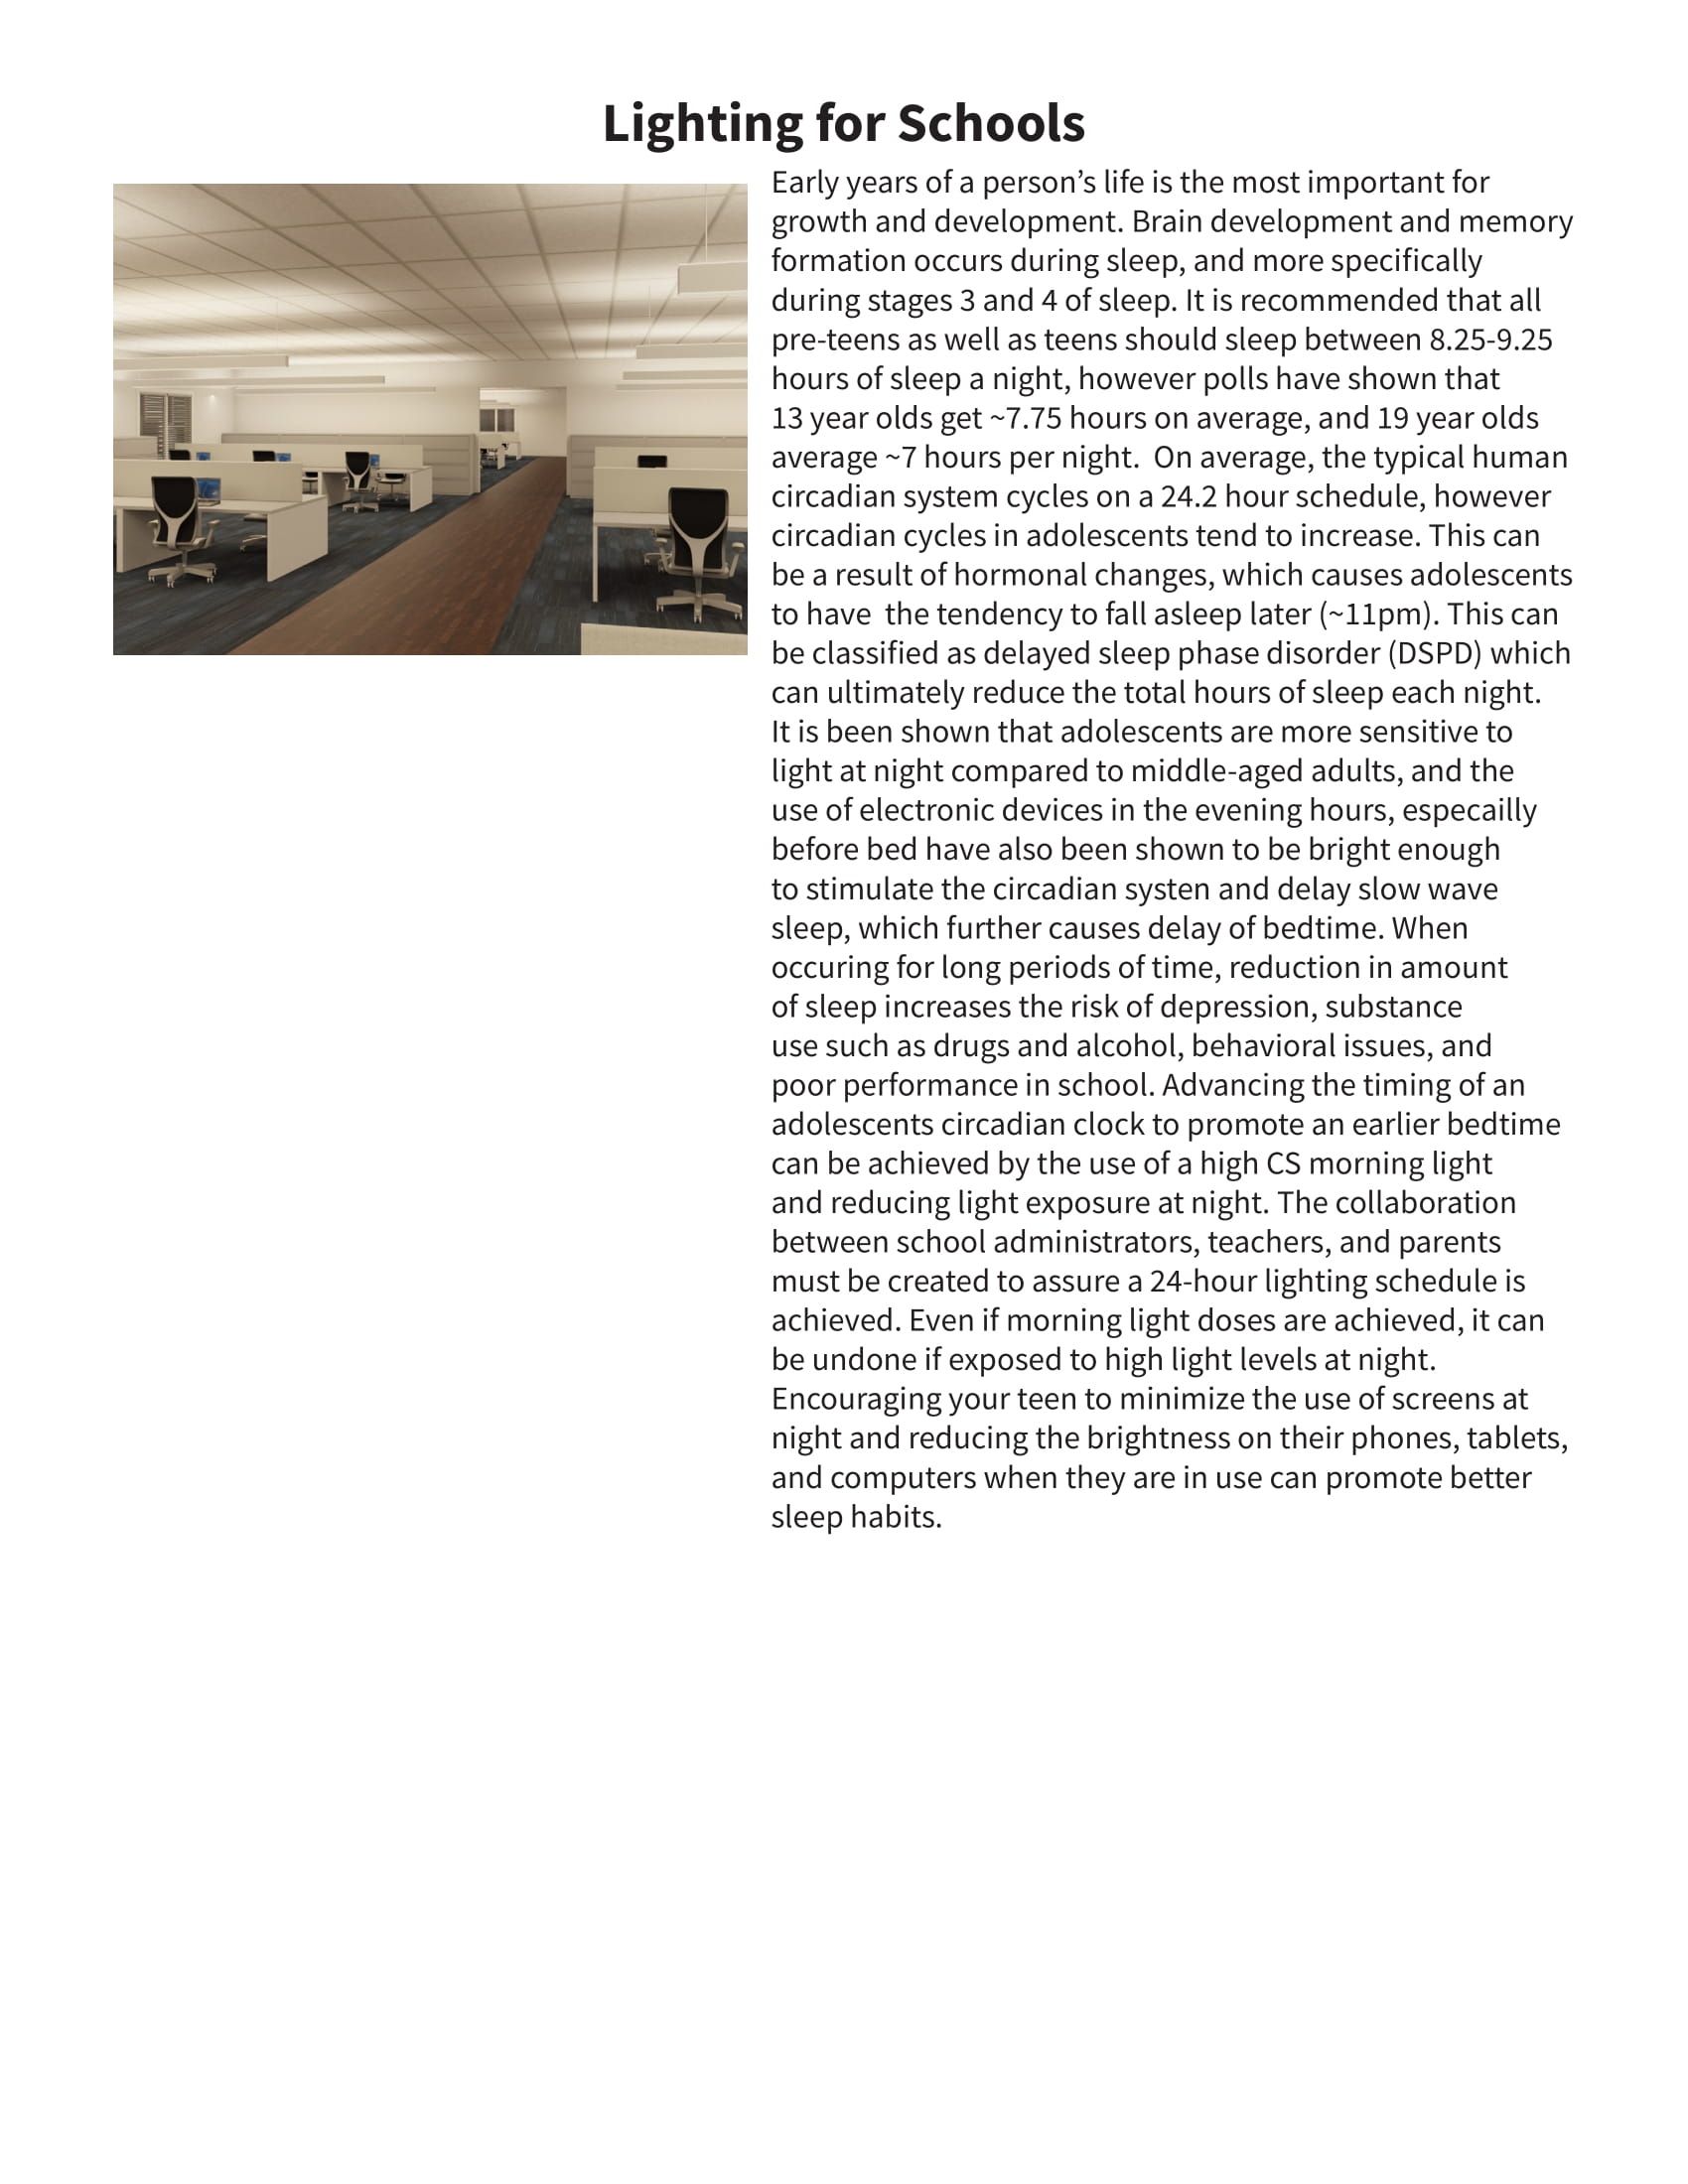 Lighting for Schools
Early years of a person’s life is the most important for
growth and development. Brain development and memory
formation occurs during sleep, and more specifically
during stages 3 and 4 of sleep. It is recommended that all
pre-teens as well as teens should sleep between 8.25-9.25
hours of sleep a night, however polls have shown that
13 year olds get ~7.75 hours on average, and 19 year olds
average ~7 hours per night.  On average, the typical human
circadian system cycles on a 24.2 hour schedule, however
circadian cycles in adolescents tend to increase. This can
be a result of hormonal changes, which causes adolescents
to have  the tendency to fall asleep later (~11pm). This can
be classified as delayed sleep phase disorder (DSPD) which
can ultimately reduce the total hours of sleep each night.
It is been shown that adolescents are more sensitive to
light at night compared to middle-aged adults, and the
use of electronic devices in the evening hours, especailly
before bed have also been shown to be bright enough
to stimulate the circadian systen and delay slow wave
sleep, which further causes delay of bedtime. When
occuring for long periods of time, reduction in amount
of sleep increases the risk of depression, substance
use such as drugs and alcohol, behavioral issues, and
poor performance in school. Advancing the timing of an
adolescents circadian clock to promote an earlier bedtime
can be achieved by the use of a high CS morning light
and reducing light exposure at night. The collaboration
between school administrators, teachers, and parents
must be created to assure a 24-hour lighting schedule is
achieved. Even if morning light doses are achieved, it can
be undone if exposed to high light levels at night.
Encouraging your teen to minimize the use of screens at
night and reducing the brightness on their phones, tablets,
and computers when they are in use can promote better
sleep habits.